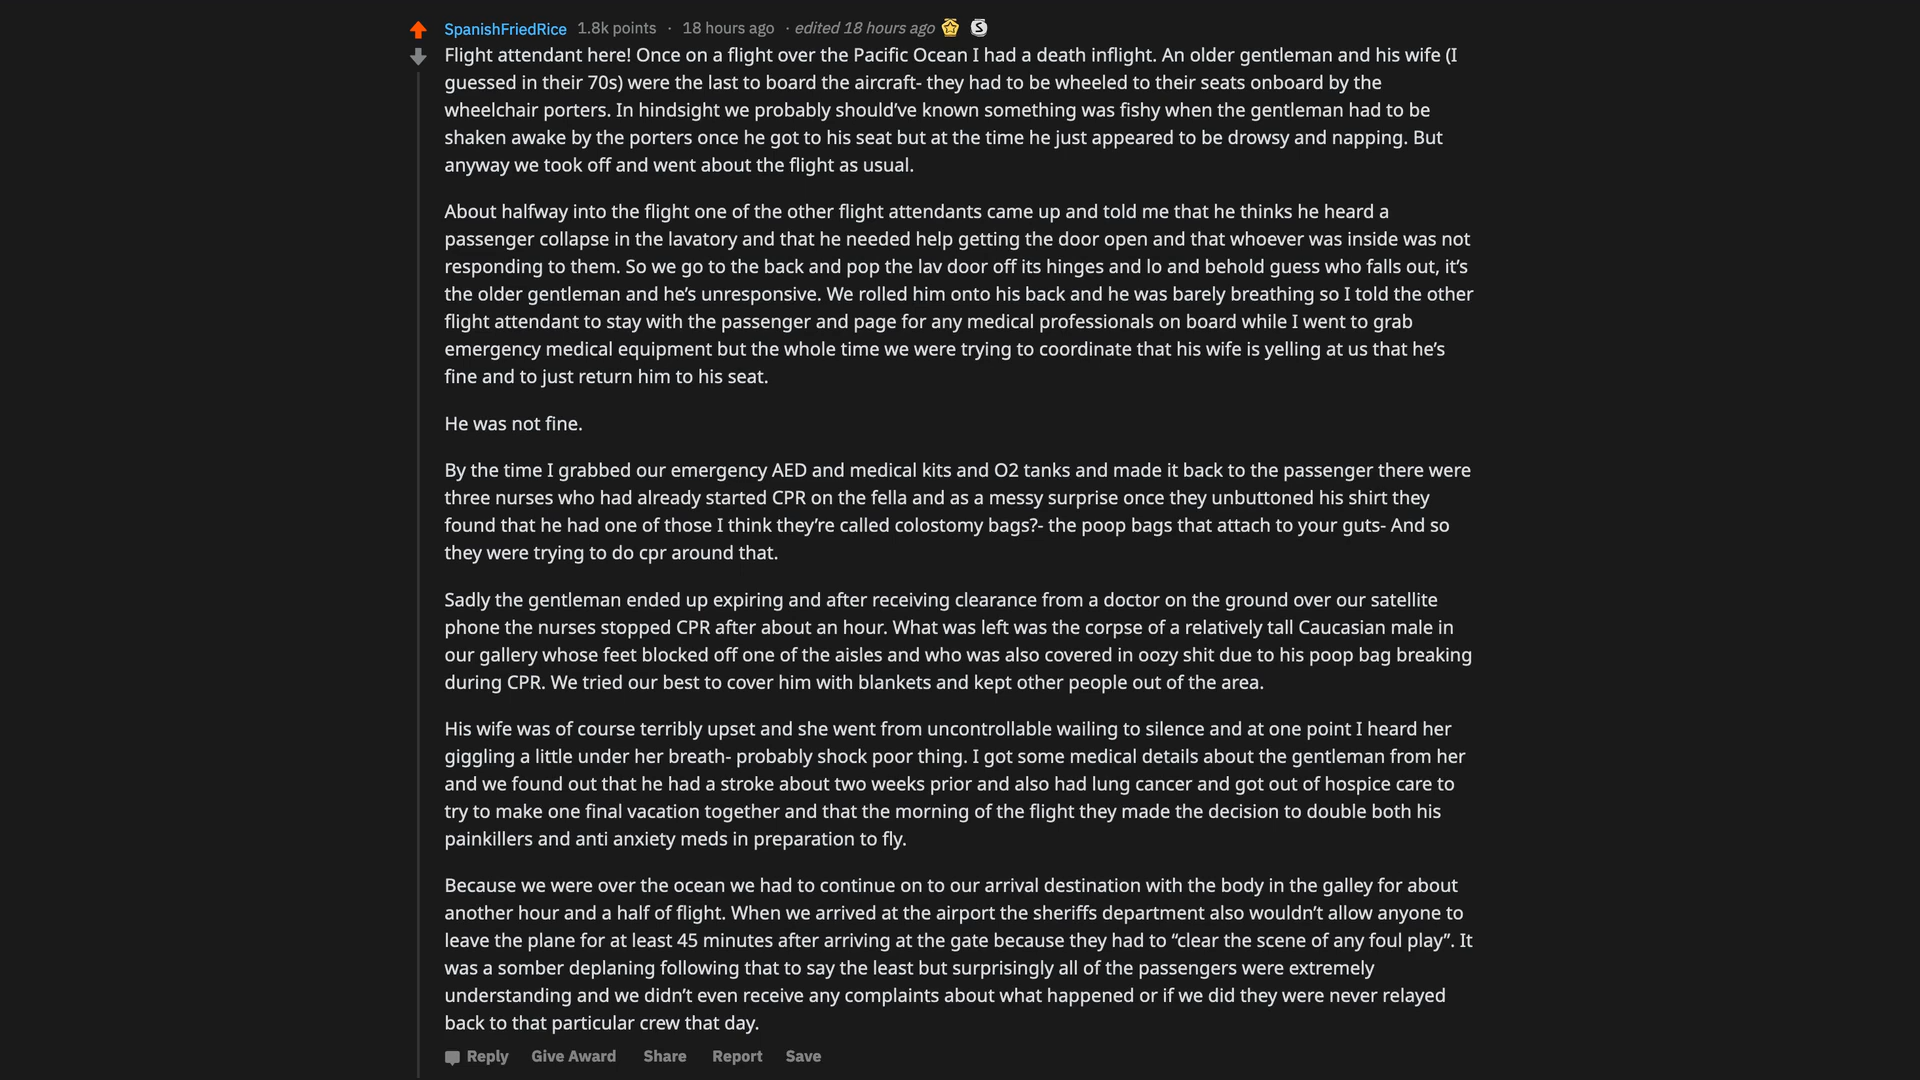 SpanishFriedRice 1.8k points · 18 hours ago · edited 18 hours ago S
Flight attendant here! Once on a flight over the Pacific Ocean I had a death inflight. An older gentleman and his wife (I
guessed in their 70s) were the last to board the aircraft- they had to be wheeled to their seats onboard by the
wheelchair porters. In hindsight we probably should’ve known something was fishy when the gentleman had to be
shaken awake by the porters once he got to his seat but at the time he just appeared to be drowsy and napping. But
anyway we took off and went about the flight as usual.
About halfway into the flight one of the other flight attendants came up and told me that he thinks he heard a
passenger collapse in the lavatory and that he needed help getting the door open and that whoever was inside was not
responding to them. So we go to the back and pop the lav door off its hinges and lo and behold guess who falls out, it’s
the older gentleman and he’s unresponsive. We rolled him onto his back and he was barely breathing so I told the other
flight attendant to stay with the passenger and page for any medical professionals on board while I went to grab
emergency medical equipment but the whole time we were trying to coordinate that his wife is yelling at us that he’s
fine and to just return him to his seat.
He was not fine.
By the time I grabbed our emergency AED and medical kits and O2 tanks and made it back to the passenger there were
three nurses who had already started CPR on the fella and as a messy surprise once they unbuttoned his shirt they
found that he had one of those I think they’re called colostomy bags?- the poop bags that attach to your guts- And so
they were trying to do cpr around that.
Sadly the gentleman ended up expiring and after receiving clearance from a doctor on the ground over our satellite
phone the nurses stopped CPR after about an hour. What was left was the corpse of a relatively tall Caucasian male in
our gallery whose feet blocked off one of the aisles and who was also covered in oozy shit due to his poop bag breaking
during CPR. We tried our best to cover him with blankets and kept other people out of the area.
His wife was of course terribly upset and she went from uncontrollable wailing to silence and at one point I heard her
giggling a little under her breath- probably shock poor thing. I got some medical details about the gentleman from her
and we found out that he had a stroke about two weeks prior and also had lung cancer and got out of hospice care to
try to make one final vacation together and that the morning of the flight they made the decision to double both his
painkillers and anti anxiety meds in preparation to fly.
Because we were over the ocean we had to continue on to our arrival destination with the body in the galley for about
another hour and a half of flight. When we arrived at the airport the sheriffs department also wouldn’t allow anyone to
leave the plane for at least 45 minutes after arriving at the gate because they had to “clear the scene of any foul play”. It
was a somber deplaning following that to say the least but surprisingly all of the passengers were extremely
understanding and we didn’t even receive any complaints about what happened or if we did they were never relayed
back to that particular crew that day.
Reply Give Award Share Report Save